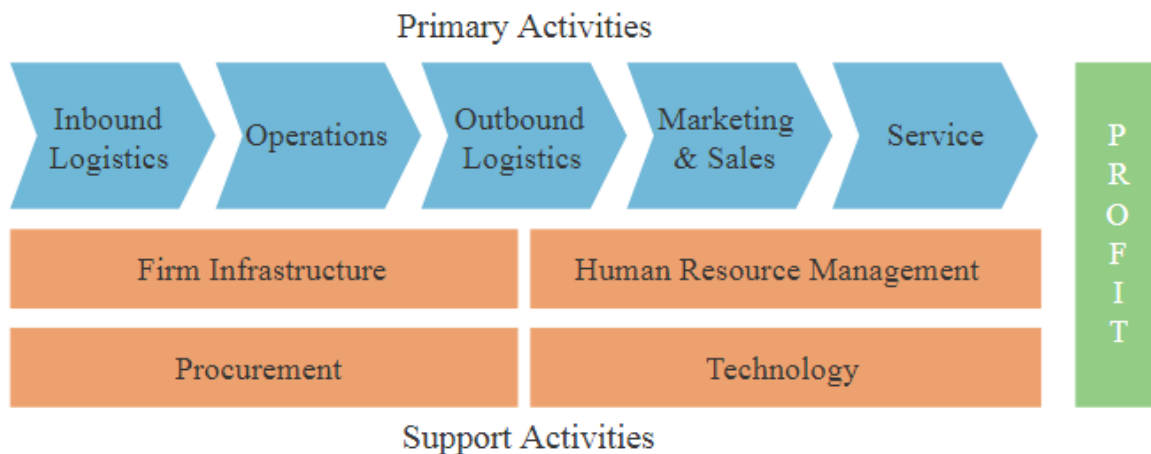 Primary Activities
Inbound
Logistics
Operations
Outbound
Logistics
Marketing
& Sales
Service
Firm Infrastructure
Human Resource Management
Procurement
Technology
Support Activities
PROFIT